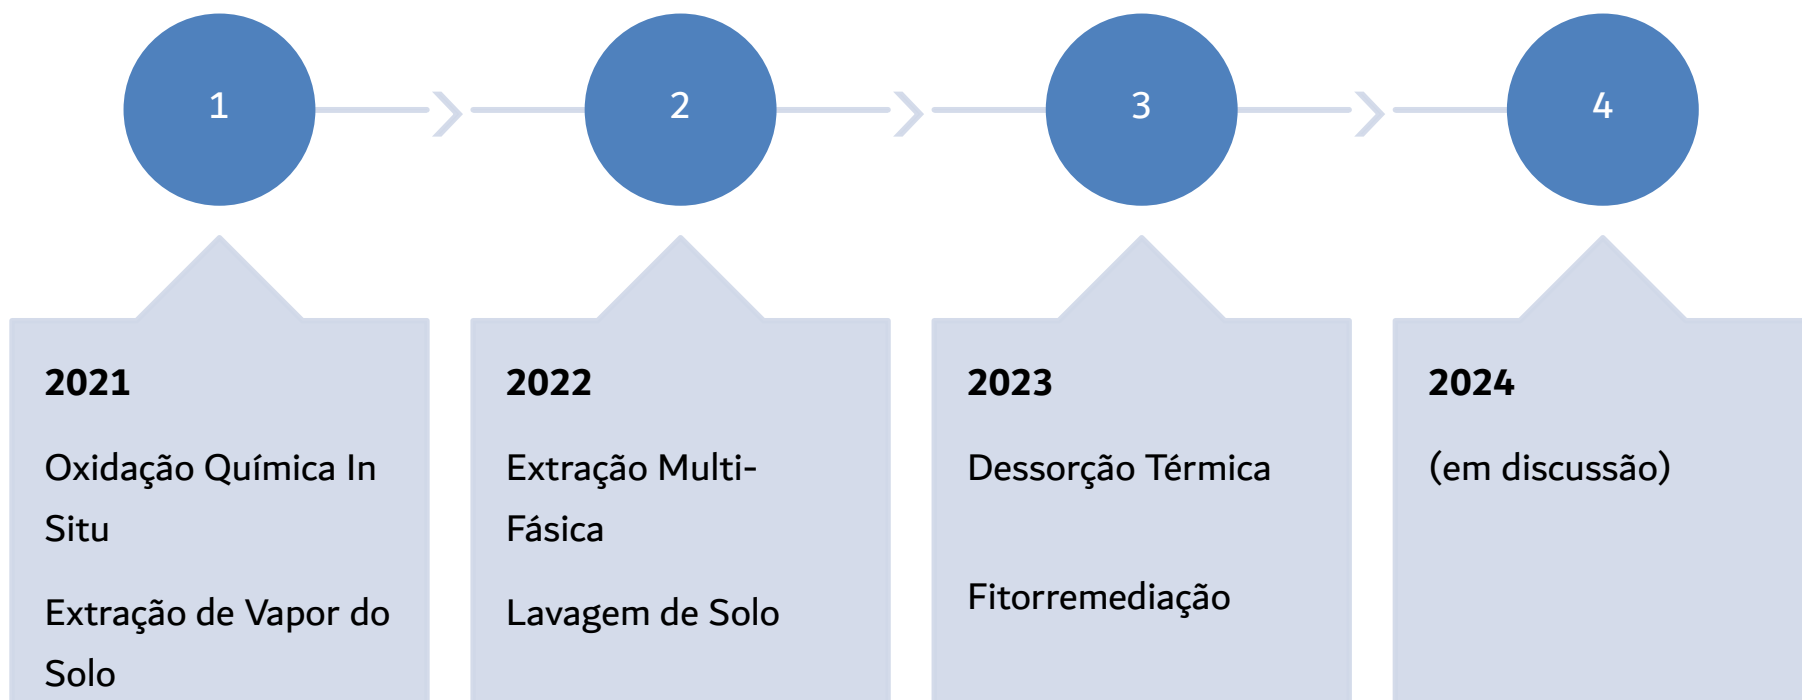 1
2
3
4
2021
Oxidação Química In
Situ
Extração de Vapor do
Solo
2022
Extração Multi-
Fásica
Lavagem de Solo
2023
Dessorção Térmica
Fitorremediação
2024
(em discussão)